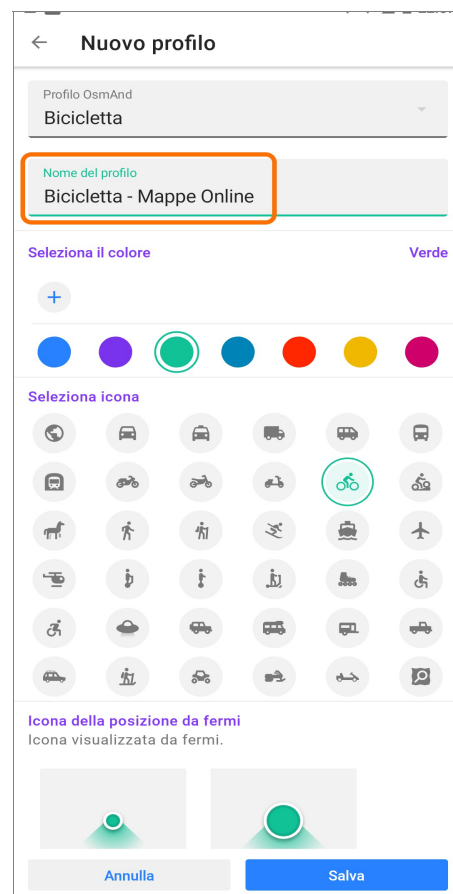 Nuovo profilo
Profilo OsmAnd
Bicicletta
Nome del profilo
Bicicletta - Mappe Online
Seleziona il colore Verde
Seleziona icona
Icona della posizione da fermi
Icona visualizzata da fermi.
Annulla Salva